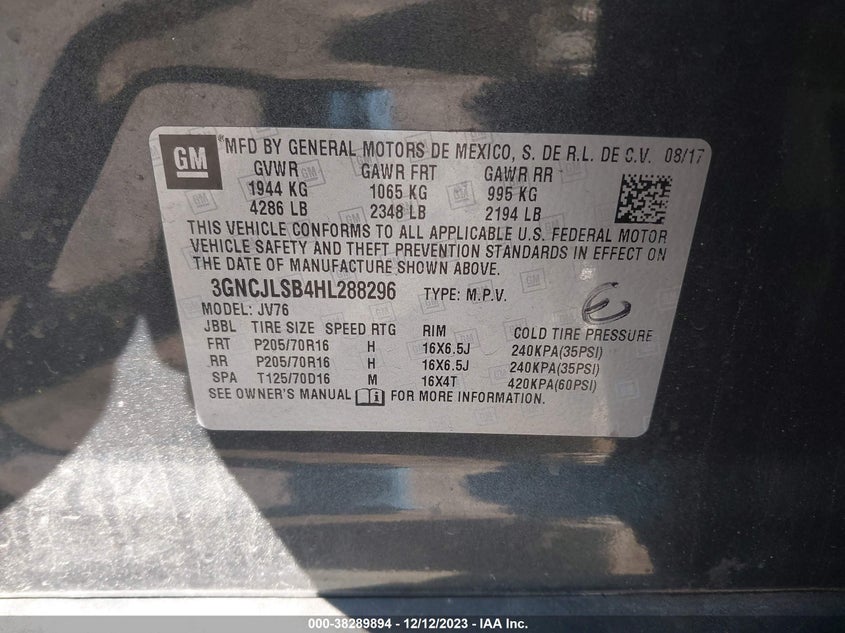 GM
MFD BY GENERAL MOTORS DE MEXICO, S. DE R.L. DE C.V. 08/17
GVWR GAWR FRT GAWR RR
1944 KG 1065 KG 995 KG
4286 LB 2348 LB 2194 LB
THIS VEHICLE CONFORMS TO ALL APPLICABLE U.S. FEDERAL MOTOR
VEHICLE SAFETY AND THEFT PREVENTION STANDARDS IN EFFECT ON
THE DATE OF MANUFACTURE SHOWN ABOVE.
3GNCJLSB4HL288296 TYPE: M.P.V.
MODEL: JV76
JBBL TIRE SIZE SPEED RTG RIM COLD TIRE PRESSURE
FRT P205/70R16 H 16X6.5J 240KPA(35PSI)
RR P205/70R16 H 16X6.5J 240KPA(35PSI)
SPA T125/70D16 M 16X4T 420KPA(60PSI)
SEE OWNER'S MANUAL FOR MORE INFORMATION.
000-38289894 - 12/12/2023 - IAA Inc.